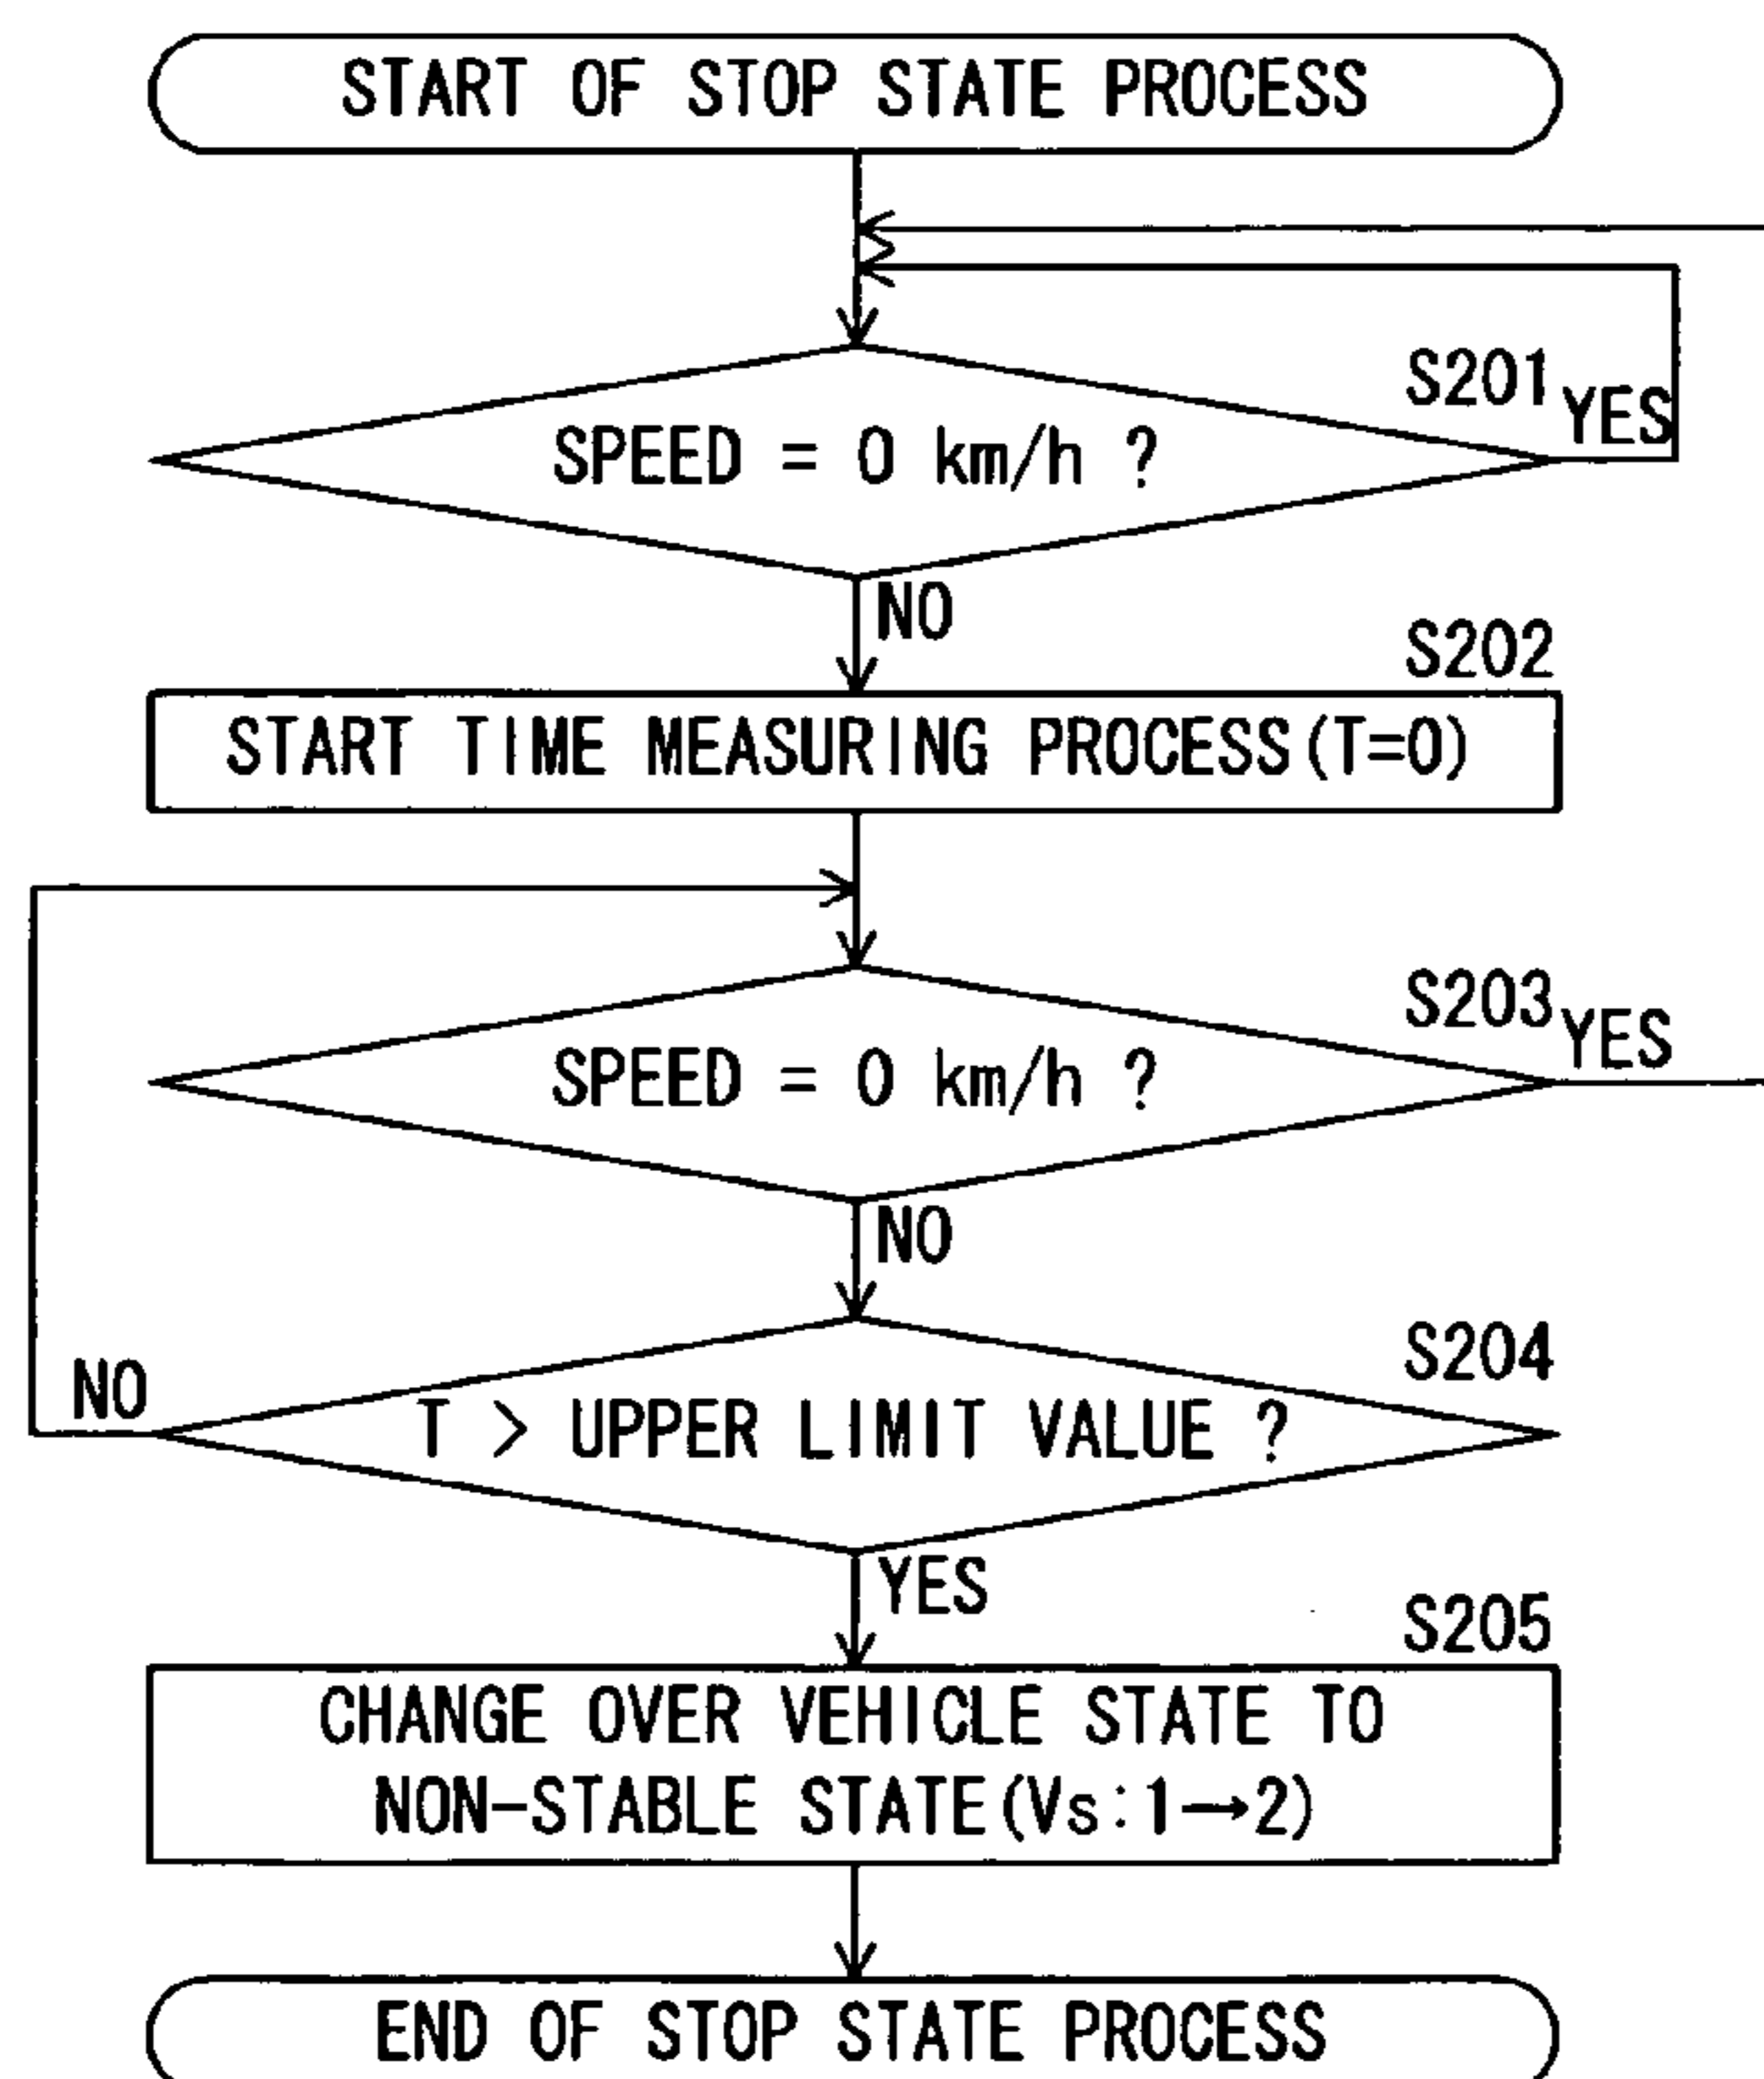 START OF STOP STATE PROCESS
S201
YES
SPEED = 0 km/h ?
NO
S202
START TIME MEASURING PROCESS(T=0)
S203
YES
SPEED = 0 km/h ?
NO
S204
NO
T > UPPER LIMIT VALUE ?
YES
S205
CHANGE OVER VEHICLE STATE TO
NON-STABLE STATE(Vs:1→2)
END OF STOP STATE PROCESS